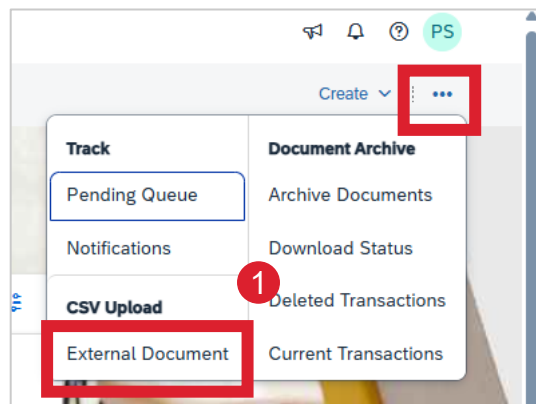 PS
Create
Track
Pending Queue
Notifications
CSV Upload
External Document
Document Archive
Archive Documents
Download Status
1
Deleted Transactions
Current Transactions